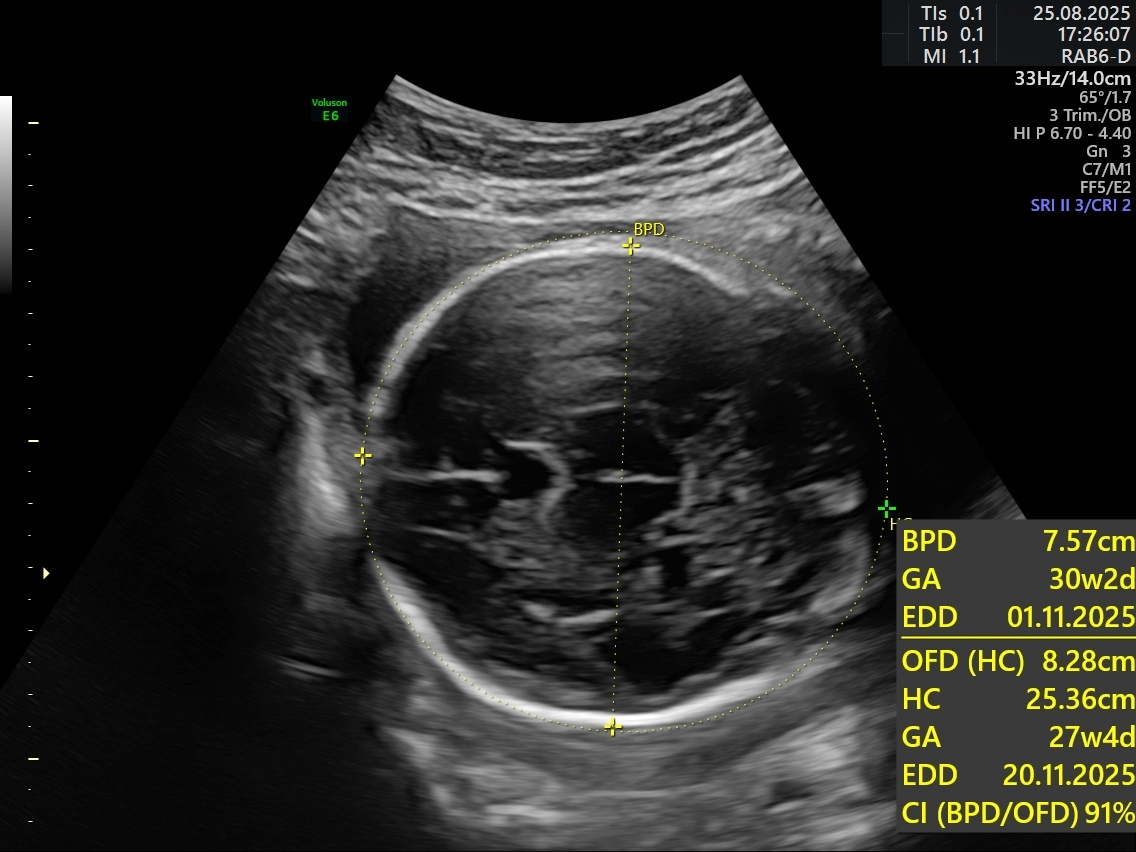 TIs 0.1 25.08.2025
TIb 0.1 17:26:07
MI 1.1 RAB6-D
33Hz/14.0cm
65°/1.7
3 Trim./OB
HI P 6.70 - 4.40
Gn 3
C7/M1
FF5/E2
SRI II 3/CRI 2
Voluson
E6
BPD
BPD 7.57cm
GA 30w2d
EDD 01.11.2025
OFD (HC) 8.28cm
HC 25.36cm
GA 27w4d
EDD 20.11.2025
CI (BPD/OFD) 91%